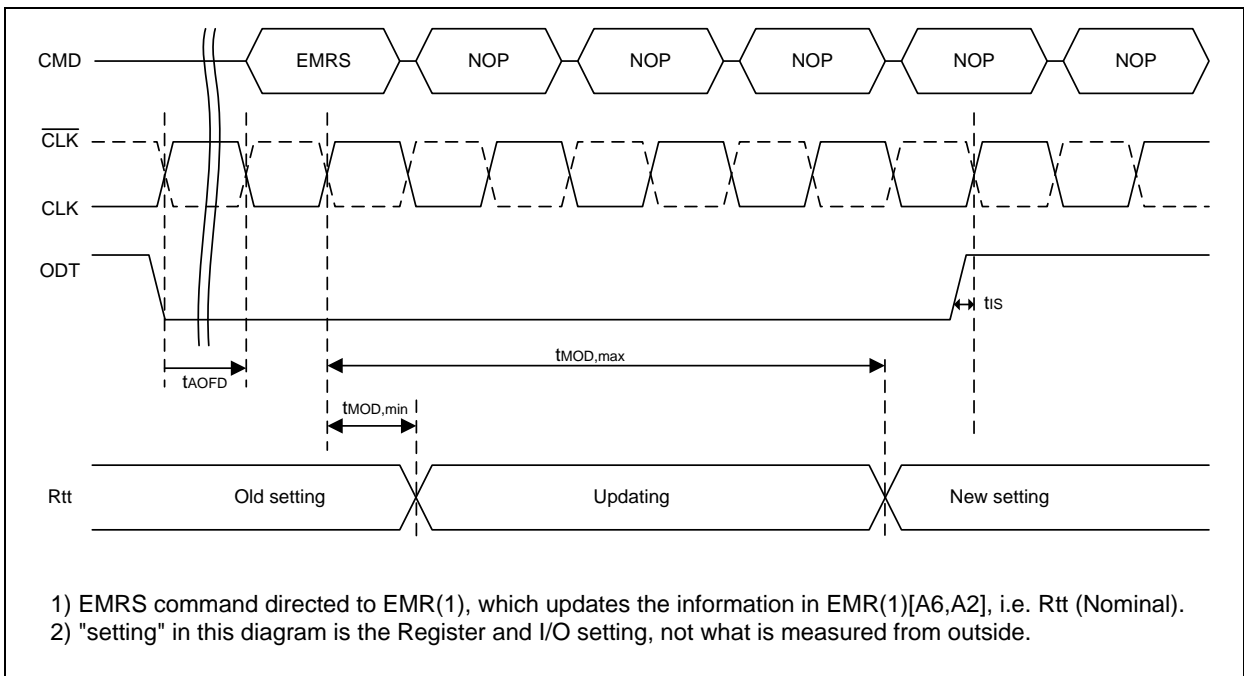 CMD EMRS NOP NOP NOP NOP NOP
CLK
CLK
ODT
tIS
tMOD,max
tAOFD
tMOD,min
Rtt Old setting Updating New setting
1) EMRS command directed to EMR(1), which updates the information in EMR(1)[A6,A2], i.e. Rtt (Nominal).
2) "setting" in this diagram is the Register and I/O setting, not what is measured from outside.